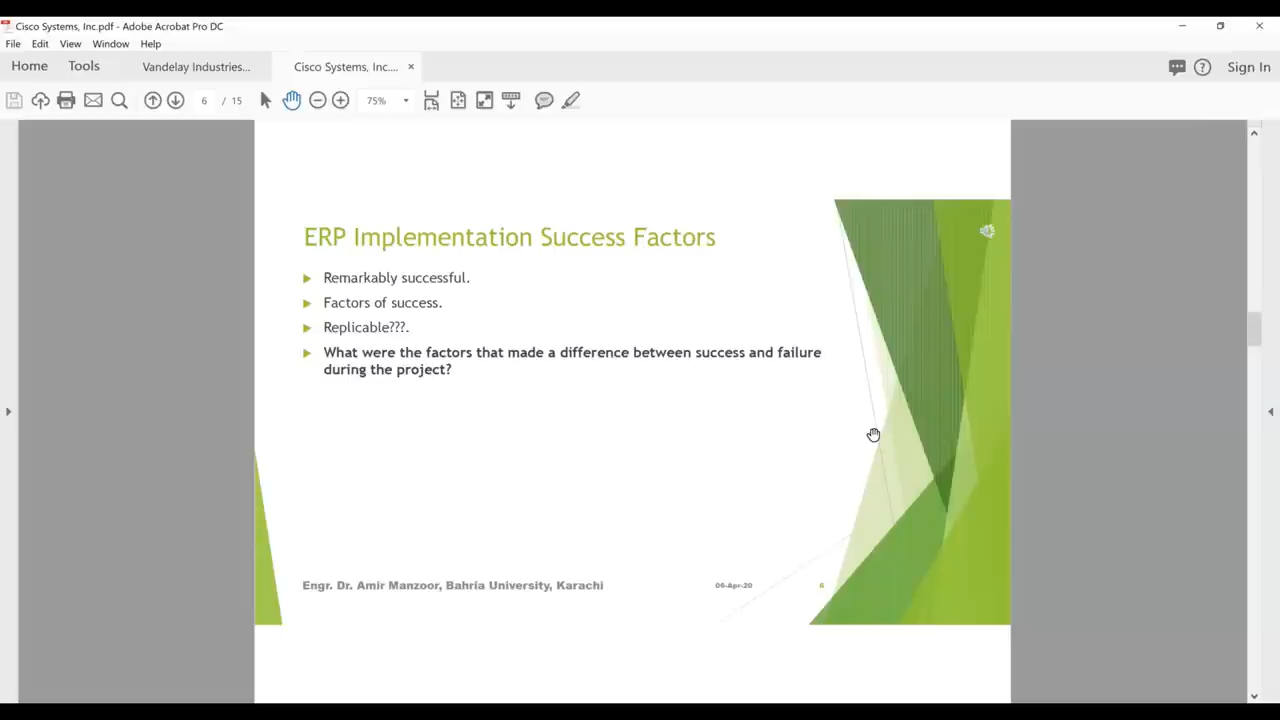 Cisco Systems, Inc.pdf - Adobe Acrobat Pro DC
File Edit View Window Help
Home Tools Vandelay Industries... Cisco Systems, Inc.... × Sign In
6 / 15 75%
ERP Implementation Success Factors
Remarkably successful.
Factors of success.
Replicable???.
What were the factors that made a difference between success and failure
during the project?
Engr. Dr. Amir Manzoor, Bahria University, Karachi 06-Apr-20 6